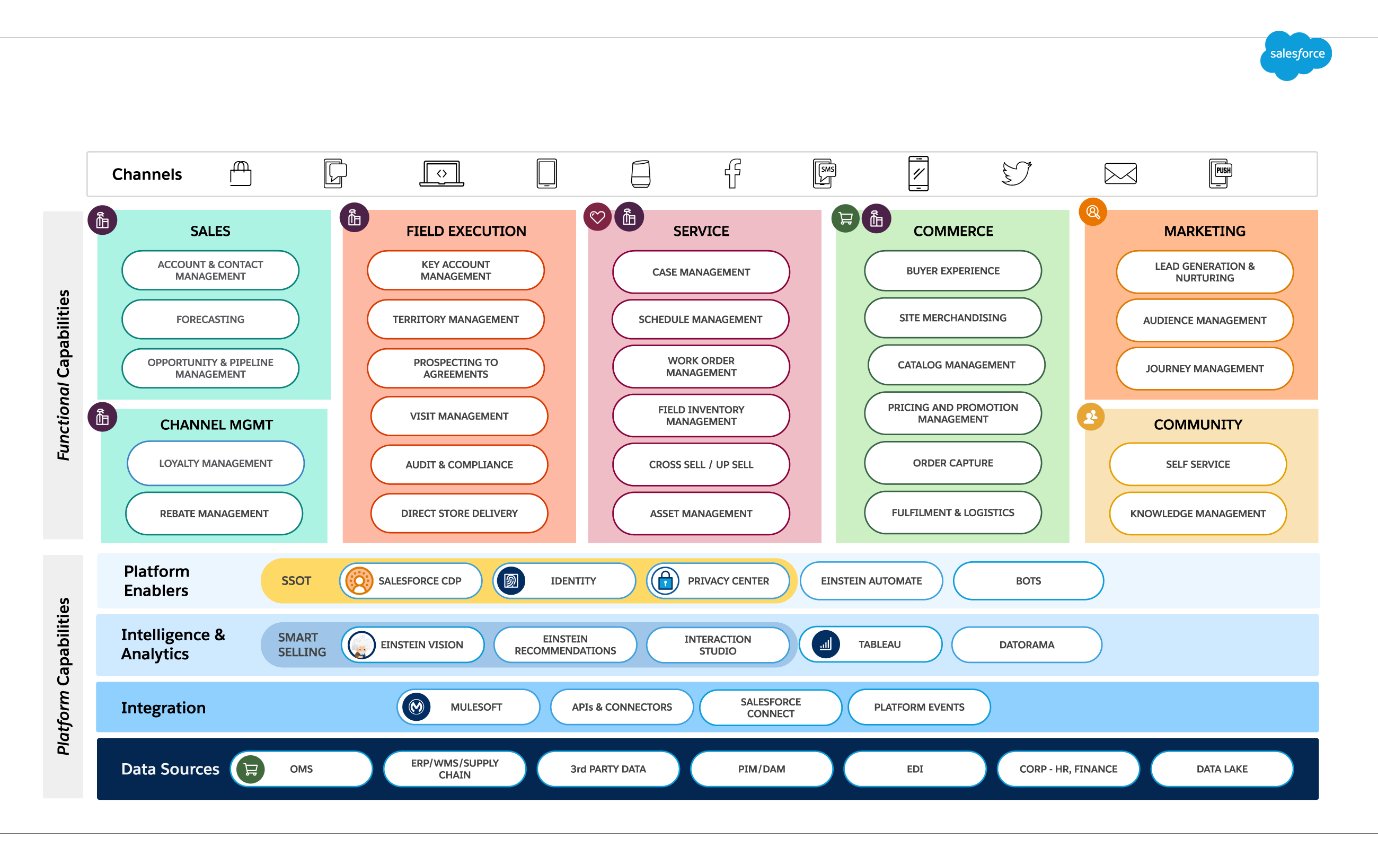 salesforce
Channels
SMS
PUSH
Functional Capabilities
SALES
ACCOUNT & CONTACT
MANAGEMENT
FORECASTING
OPPORTUNITY & PIPELINE
MANAGEMENT
CHANNEL MGMT
LOYALTY MANAGEMENT
REBATE MANAGEMENT
FIELD EXECUTION
KEY ACCOUNT
MANAGEMENT
TERRITORY MANAGEMENT
PROSPECTING TO
AGREEMENTS
VISIT MANAGEMENT
AUDIT & COMPLIANCE
DIRECT STORE DELIVERY
SERVICE
CASE MANAGEMENT
SCHEDULE MANAGEMENT
WORK ORDER
MANAGEMENT
FIELD INVENTORY
MANAGEMENT
CROSS SELL / UP SELL
ASSET MANAGEMENT
COMMERCE
BUYER EXPERIENCE
SITE MERCHANDISING
CATALOG MANAGEMENT
PRICING AND PROMOTION
MANAGEMENT
ORDER CAPTURE
FULFILMENT & LOGISTICS
MARKETING
LEAD GENERATION &
NURTURING
AUDIENCE MANAGEMENT
JOURNEY MANAGEMENT
COMMUNITY
SELF SERVICE
KNOWLEDGE MANAGEMENT
Platform Capabilities
Platform
Enablers
SSOT
SALESFORCE CDP
IDENTITY
PRIVACY CENTER
EINSTEIN AUTOMATE
BOTS
Intelligence &
Analytics
SMART
SELLING
EINSTEIN VISION
EINSTEIN
RECOMMENDATIONS
INTERACTION
STUDIO
TABLEAU
DATORAMA
Integration
MULESOFT
APIs & CONNECTORS
SALESFORCE
CONNECT
PLATFORM EVENTS
Data Sources
OMS
ERP/WMS/SUPPLY
CHAIN
3rd PARTY DATA
PIM/DAM
EDI
CORP - HR, FINANCE
DATA LAKE